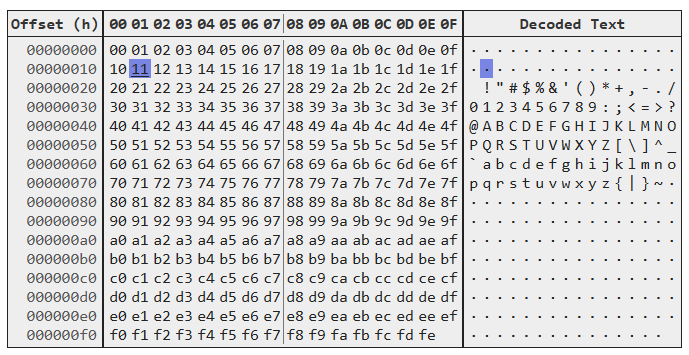 Offset (h) 00 01 02 03 04 05 06 07 08 09 0A 0B 0C 0D 0E 0F Decoded Text
00000000 00 01 02 03 04 05 06 07 08 09 0a 0b 0c 0d 0e 0f . . . . . . . . . . . . . . . .
00000010 10 11 12 13 14 15 16 17 18 19 1a 1b 1c 1d 1e 1f . . . . . . . . . . . . . . . .
00000020 20 21 22 23 24 25 26 27 28 29 2a 2b 2c 2d 2e 2f   ! " # $ % & ' ( ) * + , - . /
00000030 30 31 32 33 34 35 36 37 38 39 3a 3b 3c 3d 3e 3f 0 1 2 3 4 5 6 7 8 9 : ; < = > ?
00000040 40 41 42 43 44 45 46 47 48 49 4a 4b 4c 4d 4e 4f @ A B C D E F G H I J K L M N O
00000050 50 51 52 53 54 55 56 57 58 59 5a 5b 5c 5d 5e 5f P Q R S T U V W X Y Z [ \ ] ^ _
00000060 60 61 62 63 64 65 66 67 68 69 6a 6b 6c 6d 6e 6f ` a b c d e f g h i j k l m n o
00000070 70 71 72 73 74 75 76 77 78 79 7a 7b 7c 7d 7e 7f p q r s t u v w x y z { | } ~ .
00000080 80 81 82 83 84 85 86 87 88 89 8a 8b 8c 8d 8e 8f . . . . . . . . . . . . . . . .
00000090 90 91 92 93 94 95 96 97 98 99 9a 9b 9c 9d 9e 9f . . . . . . . . . . . . . . . .
000000a0 a0 a1 a2 a3 a4 a5 a6 a7 a8 a9 aa ab ac ad ae af . . . . . . . . . . . . . . . .
000000b0 b0 b1 b2 b3 b4 b5 b6 b7 b8 b9 ba bb bc bd be bf . . . . . . . . . . . . . . . .
000000c0 c0 c1 c2 c3 c4 c5 c6 c7 c8 c9 ca cb cc cd ce cf . . . . . . . . . . . . . . . .
000000d0 d0 d1 d2 d3 d4 d5 d6 d7 d8 d9 da db dc dd de df . . . . . . . . . . . . . . . .
000000e0 e0 e1 e2 e3 e4 e5 e6 e7 e8 e9 ea eb ec ed ee ef . . . . . . . . . . . . . . . .
000000f0 f0 f1 f2 f3 f4 f5 f6 f7 f8 f9 fa fb fc fd fe . . . . . . . . . . . . . . .